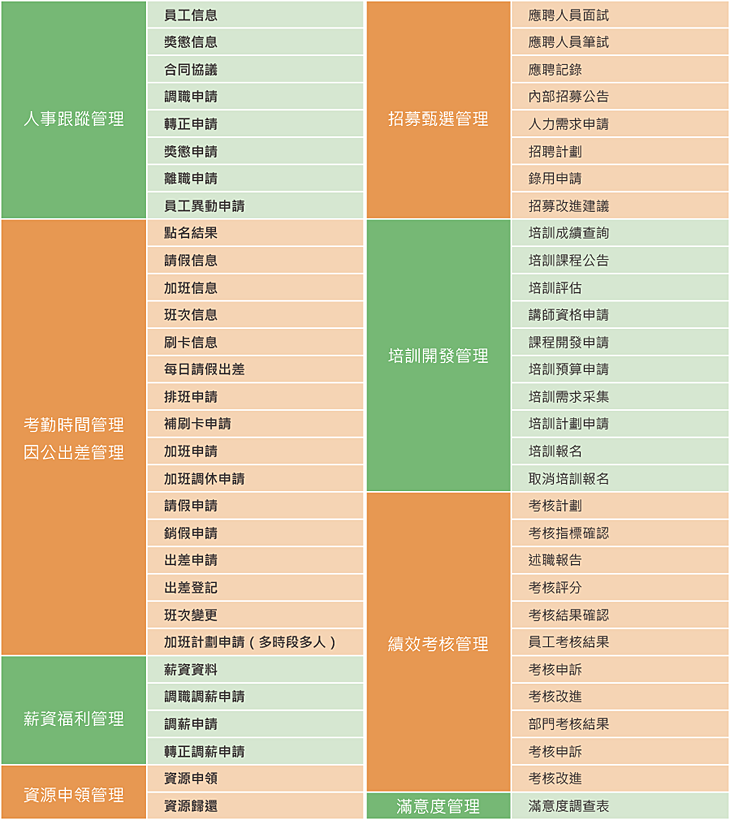 人事跟蹤管理
員工信息
獎懲信息
合同協議
調職申請
轉正申請
獎懲申請
離職申請
員工異動申請
考勤時間管理
因公出差管理
點名結果
請假信息
加班信息
班次信息
刷卡信息
每日請假出差
排班申請
補刷卡申請
加班申請
加班調休申請
請假申請
銷假申請
出差申請
出差登記
班次變更
加班計劃申請（多時段多人）
薪資福利管理
薪資資料
調職調薪申請
調薪申請
轉正調薪申請
資源申領管理
資源申領
資源歸還
招募甄選管理
應聘人員面試
應聘人員筆試
應聘記錄
內部招募公告
人力需求申請
招聘計劃
錄用申請
招募改進建議
培訓開發管理
培訓成績查詢
培訓課程公告
培訓評估
講師資格申請
課程開發申請
培訓預算申請
培訓需求采集
培訓計劃申請
培訓報名
取消培訓報名
績效考核管理
考核計劃
考核指標確認
述職報告
考核評分
考核結果確認
員工考核結果
考核申訴
考核改進
部門考核結果
考核申訴
考核改進
滿意度管理
滿意度調查表